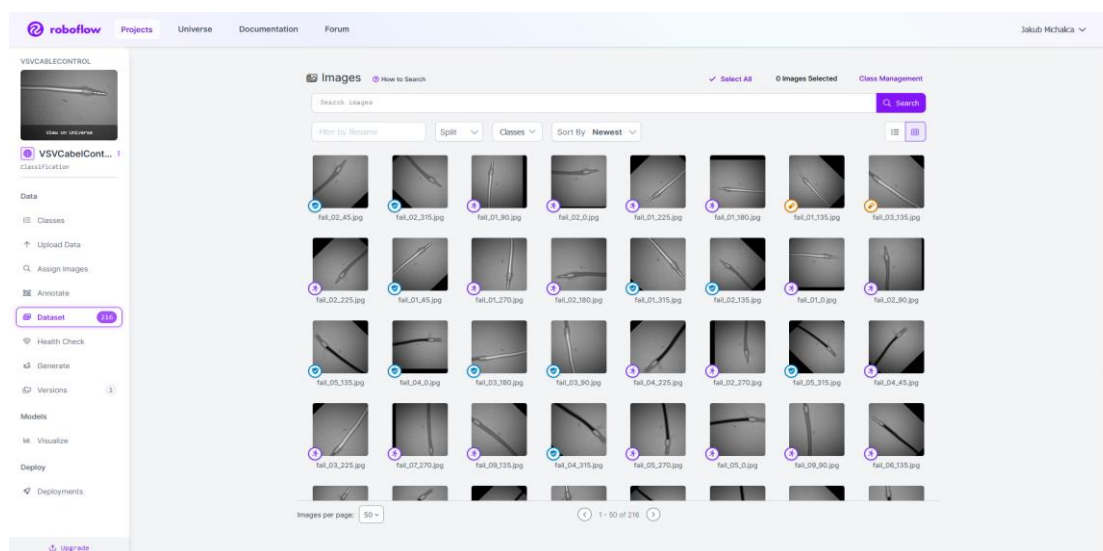 roboflow Projects Universe Documentation Forum Jakub Michalica
VSVCABLECONTROL
View on Universe
VSVCabelCont...
Classification
Data
Classes
Upload Data
Assign Images
Annotate
Dataset 216
Health Check
Generate
Versions 1
Models
Visualize
Deploy
Deployments
Upgrade
Images How to Search Select All 0 Images Selected Class Management
Search images Search
Filter by filename Split Classes Sort By Newest
fail_02_45.jpg fail_02_315.jpg fail_01_90.jpg fail_02_0.jpg fail_01_225.jpg fail_01_180.jpg fail_01_135.jpg fail_03_135.jpg
fail_02_225.jpg fail_01_45.jpg fail_01_270.jpg fail_02_180.jpg fail_01_315.jpg fail_02_135.jpg fail_01_0.jpg fail_02_90.jpg
fail_05_135.jpg fail_04_0.jpg fail_03_180.jpg fail_03_90.jpg fail_04_225.jpg fail_02_270.jpg fail_05_315.jpg fail_04_45.jpg
fail_03_225.jpg fail_07_270.jpg fail_09_135.jpg fail_04_315.jpg fail_05_270.jpg fail_05_0.jpg fail_09_90.jpg fail_06_135.jpg
Images per page: 50 1 - 50 of 216